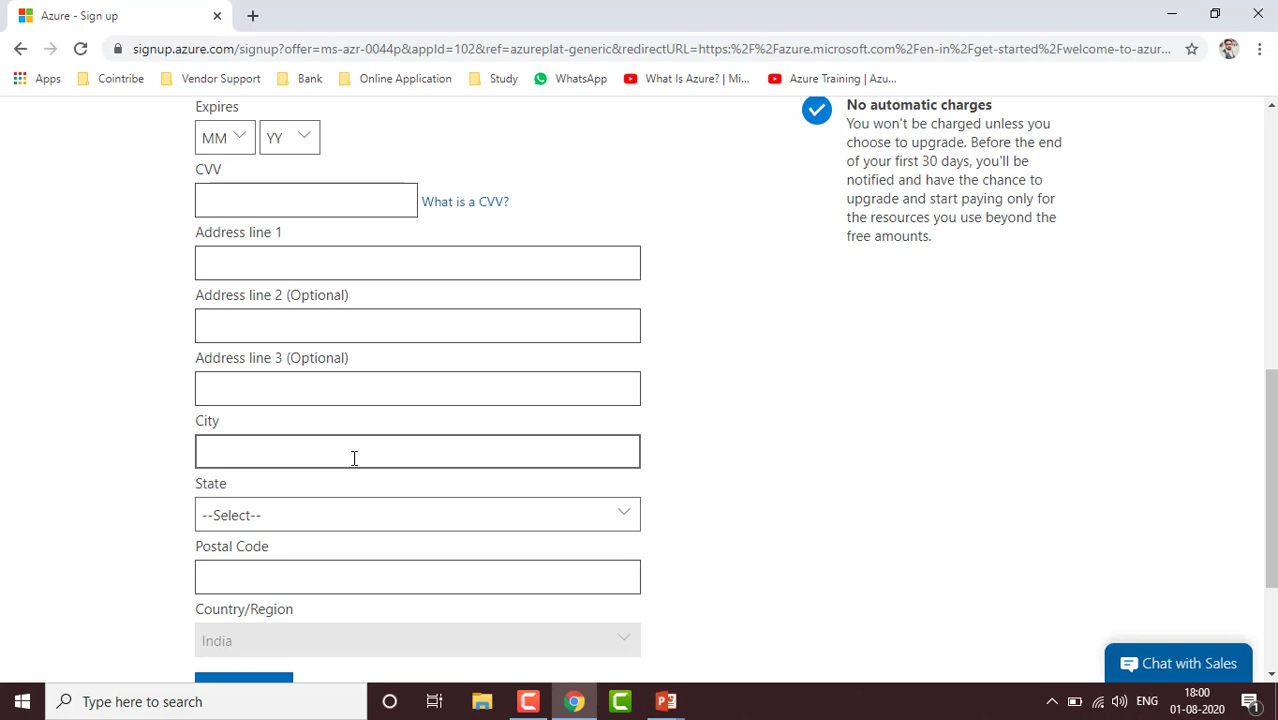 Azure - Sign up
signup.azure.com/signup?offer=ms-azr-0044p&appId=102&ref=azureplat-generic&redirectURL=https:%2F%2Fazure.microsoft.com%2Fen-in%2Fget-started%2Fwelcome-to-azur...
Apps
Cointribe
Vendor Support
Bank
Online Application
Study
WhatsApp
What Is Azure? | Mi...
Azure Training | Azu...
Expires
MM
YY
CVV
What is a CVV?
Address line 1
Address line 2 (Optional)
Address line 3 (Optional)
City
State
--Select--
Postal Code
Country/Region
India
No automatic charges
You won't be charged unless you
choose to upgrade. Before the end
of your first 30 days, you'll be
notified and have the chance to
upgrade and start paying only for
the resources you use beyond the
free amounts.
Chat with Sales
Type here to search
ENG
18:00
01-08-2020
1